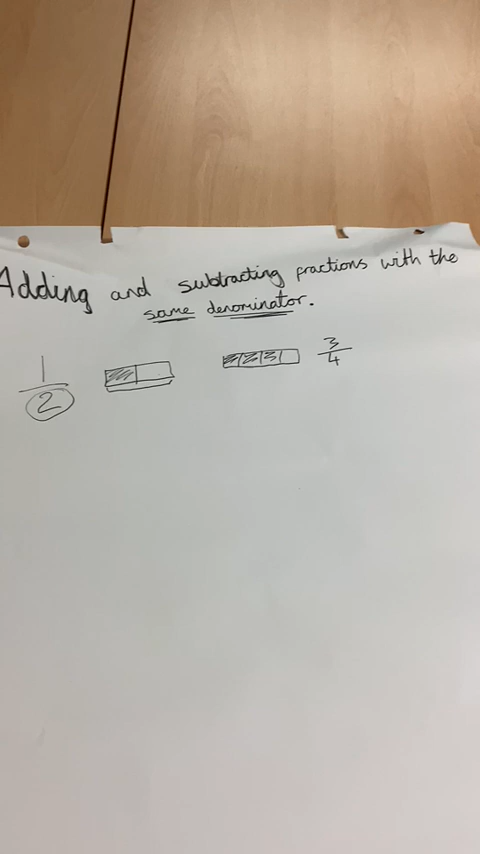 Adding and subtracting fractions with the
same denominator.
1/2
3/4